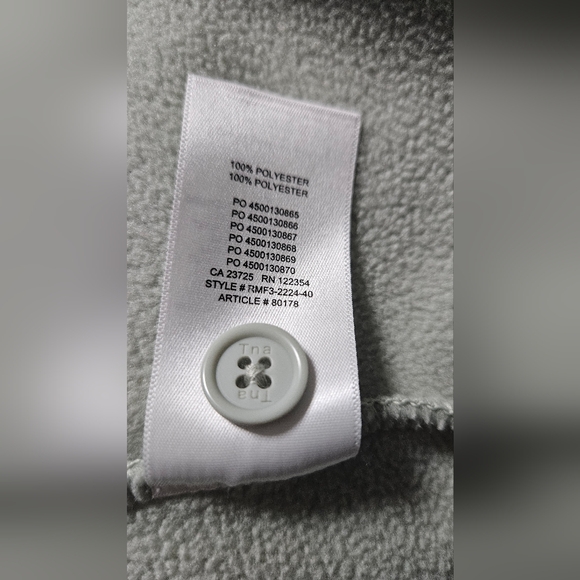 100% POLYESTER
100% POLYESTER
PO 4500130865
PO 4500130866
PO 4500130867
PO 4500130868
PO 4500130869
PO 4500130870
CA 23725 RN 122354
STYLE # RMF3-2224-40
ARTICLE # 80178
Tna
Tna